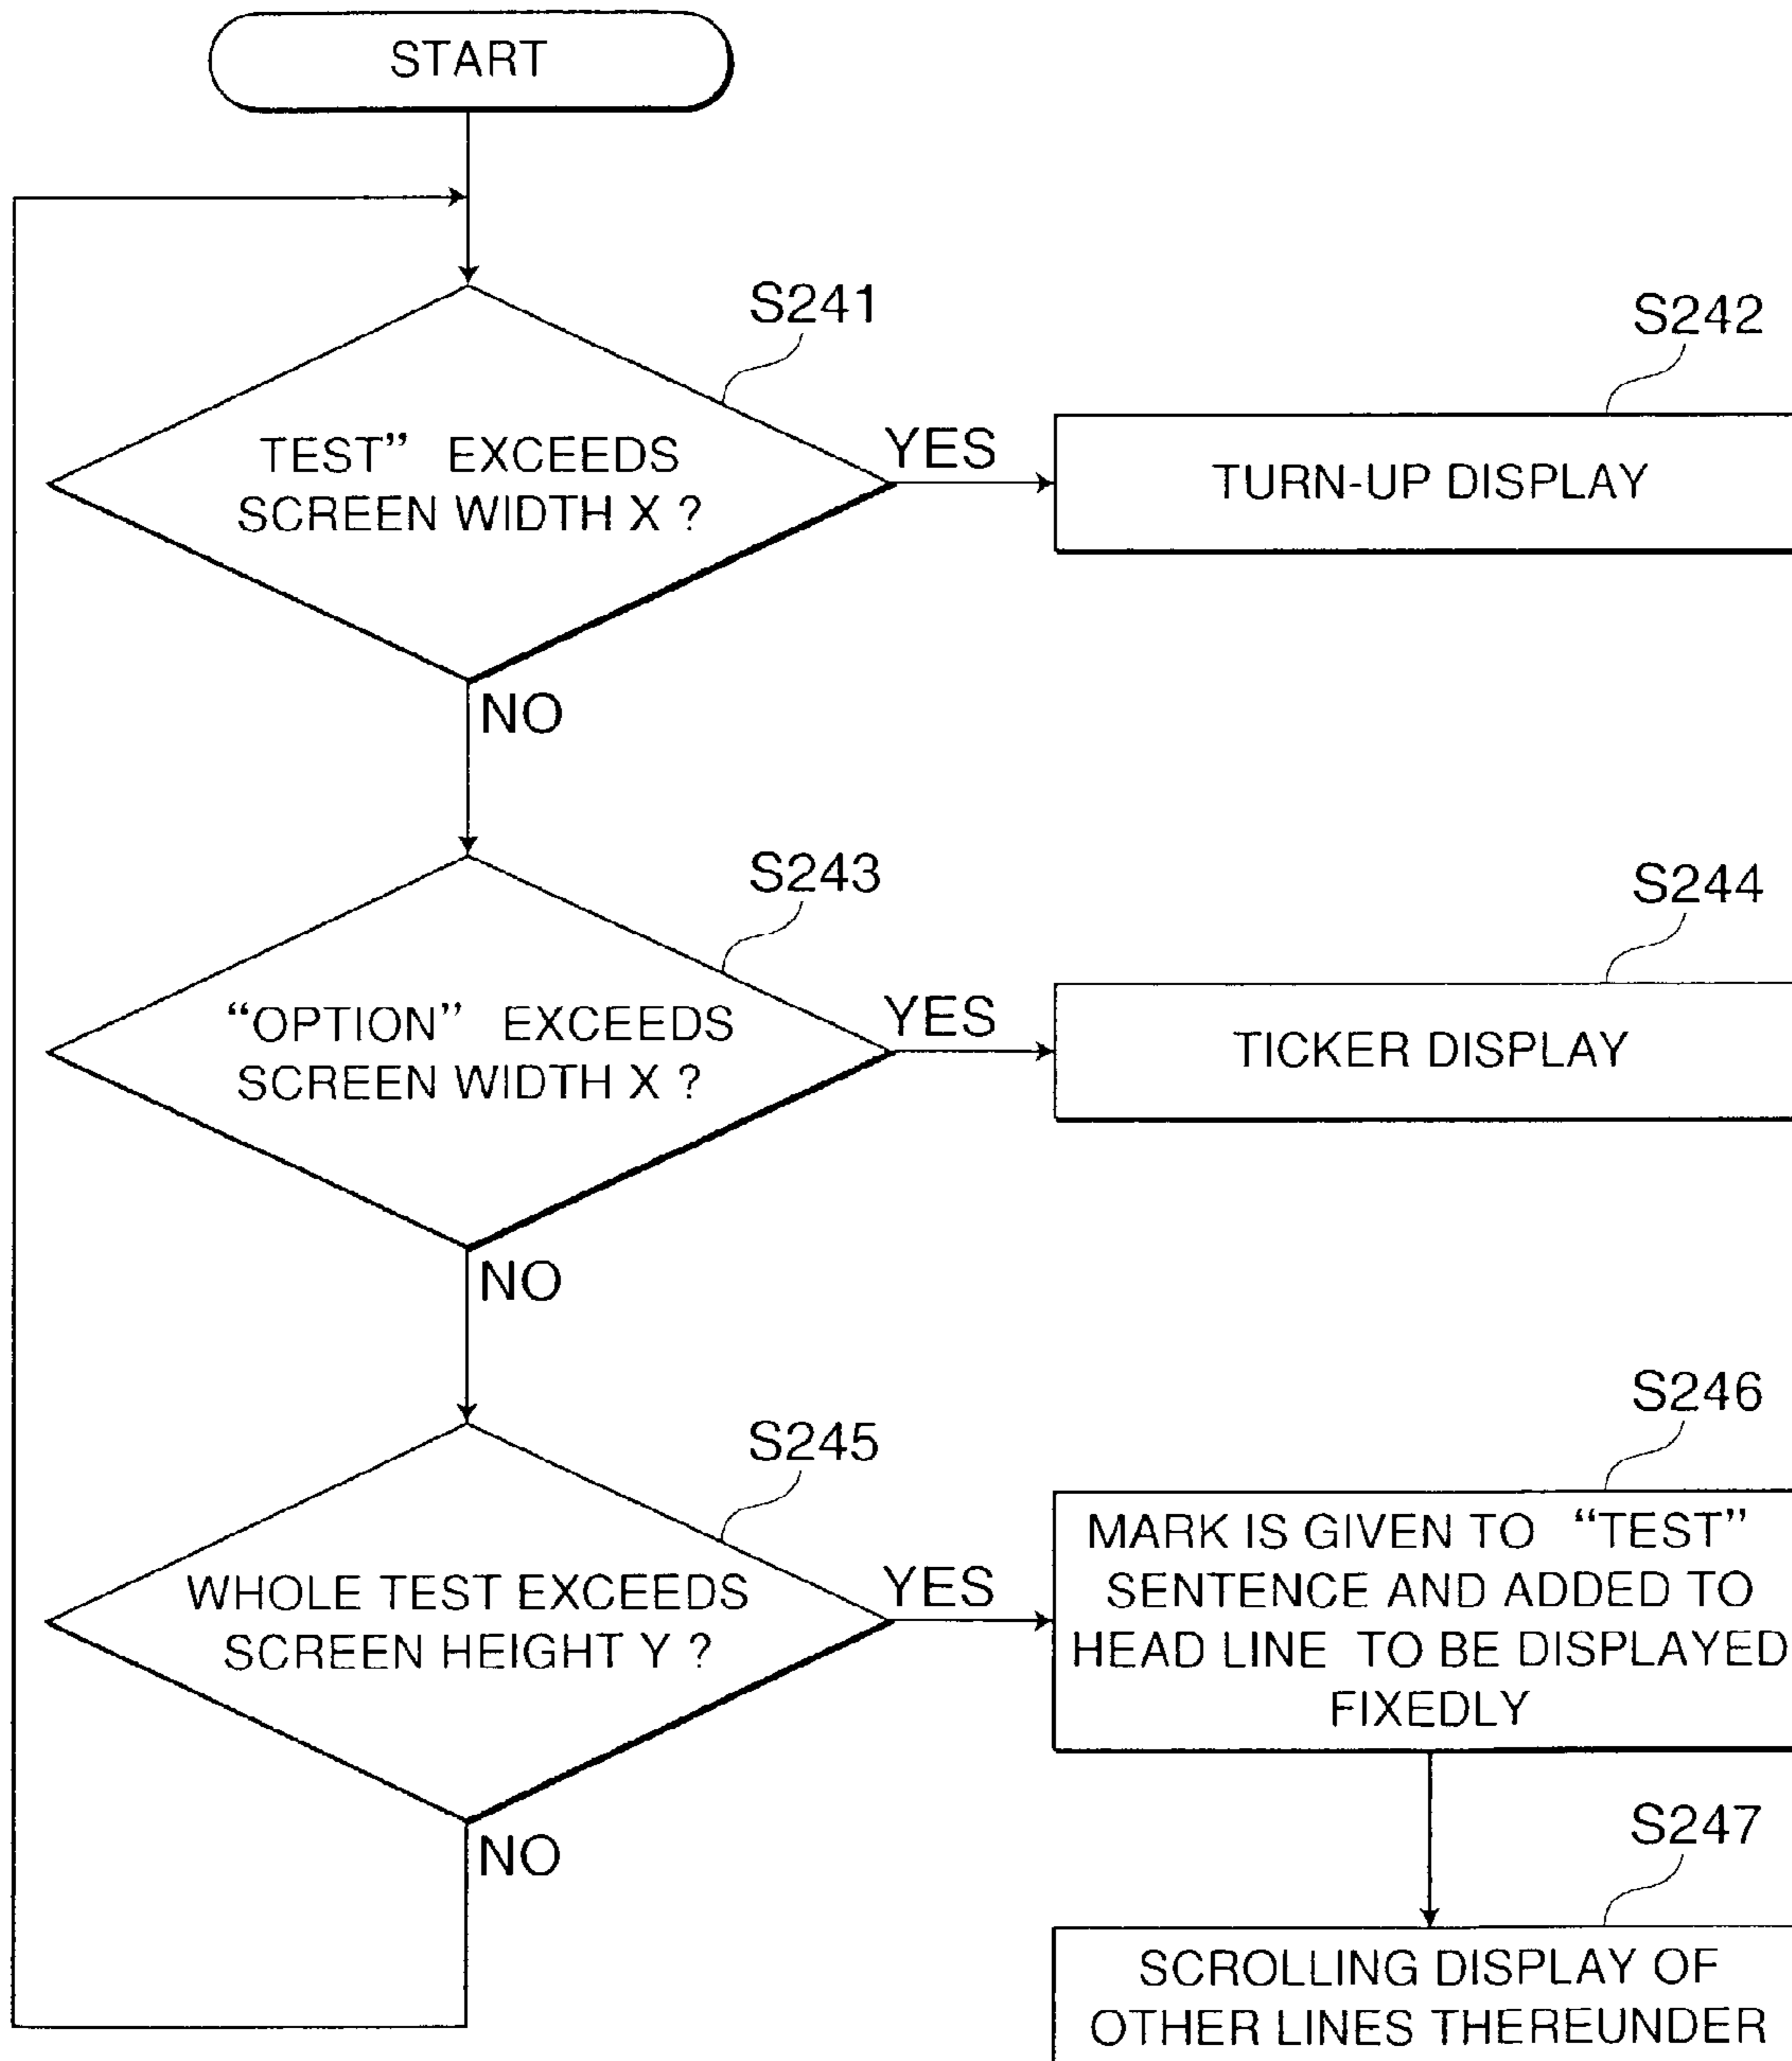 START
S241
TEST” EXCEEDS
SCREEN WIDTH X ?
YES
NO
S242
TURN-UP DISPLAY
S243
“OPTION” EXCEEDS
SCREEN WIDTH X ?
YES
NO
S244
TICKER DISPLAY
S245
WHOLE TEST EXCEEDS
SCREEN HEIGHT Y ?
YES
NO
S246
MARK IS GIVEN TO “TEST”
SENTENCE AND ADDED TO
HEAD LINE TO BE DISPLAYED
FIXEDLY
S247
SCROLLING DISPLAY OF
OTHER LINES THEREUNDER